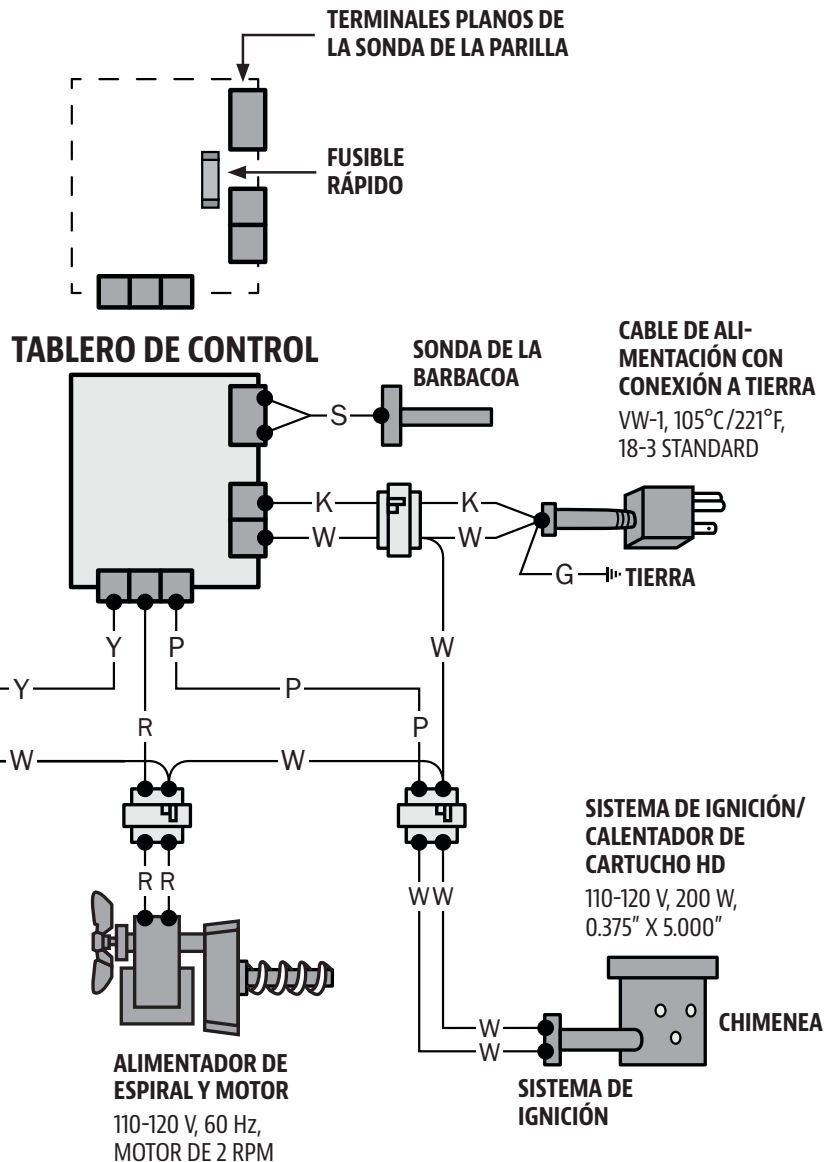 TERMINALES PLANOS DE
LA SONDA DE LA PARILLA
FUSIBLE
RÁPIDO
TABLERO DE CONTROL
SONDA DE LA
BARBACOA
CABLE DE ALI-
MENTACIÓN CON
CONEXIÓN A TIERRA
VW-1, 105°C/221°F,
18-3 STANDARD
S
K
K
W
W
G
TIERRA
Y
P
W
Y
P
R
P
W
W
R R
W W
SISTEMA DE IGNICIÓN/
CALENTADOR DE
CARTUCHO HD
110-120 V, 200 W,
0.375" X 5.000"
W
W
CHIMENEA
SISTEMA DE
IGNICIÓN
ALIMENTADOR DE
ESPIRAL Y MOTOR
110-120 V, 60 Hz,
MOTOR DE 2 RPM